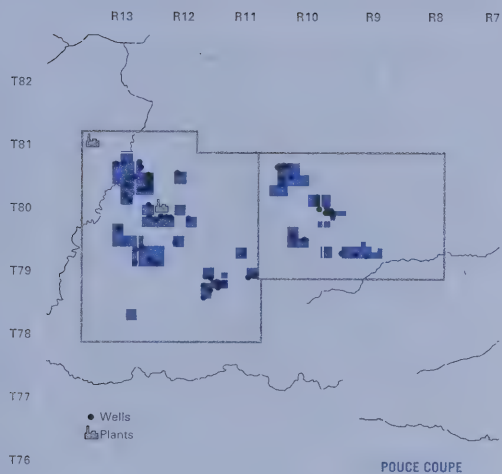 R13 R12 R11 R10 R9 R8 R7
T82
T81
T80
T79
T78
T77
T76
Wells
Plants
POUCE COUPE